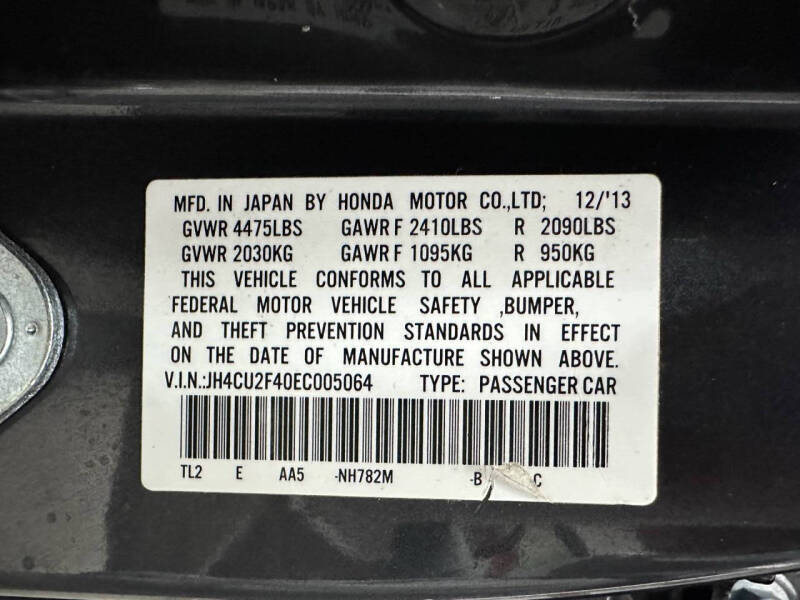 MFD. IN JAPAN BY HONDA MOTOR CO.,LTD; 12/'13
GVWR 4475LBS GAWR F 2410LBS R 2090LBS
GVWR 2030KG GAWR F 1095KG R 950KG
THIS VEHICLE CONFORMS TO ALL APPLICABLE
FEDERAL MOTOR VEHICLE SAFETY ,BUMPER,
AND THEFT PREVENTION STANDARDS IN EFFECT
ON THE DATE OF MANUFACTURE SHOWN ABOVE.
V.I.N.:JH4CU2F40EC005064 TYPE: PASSENGER CAR
TL2 E AA5 -NH782M -B C